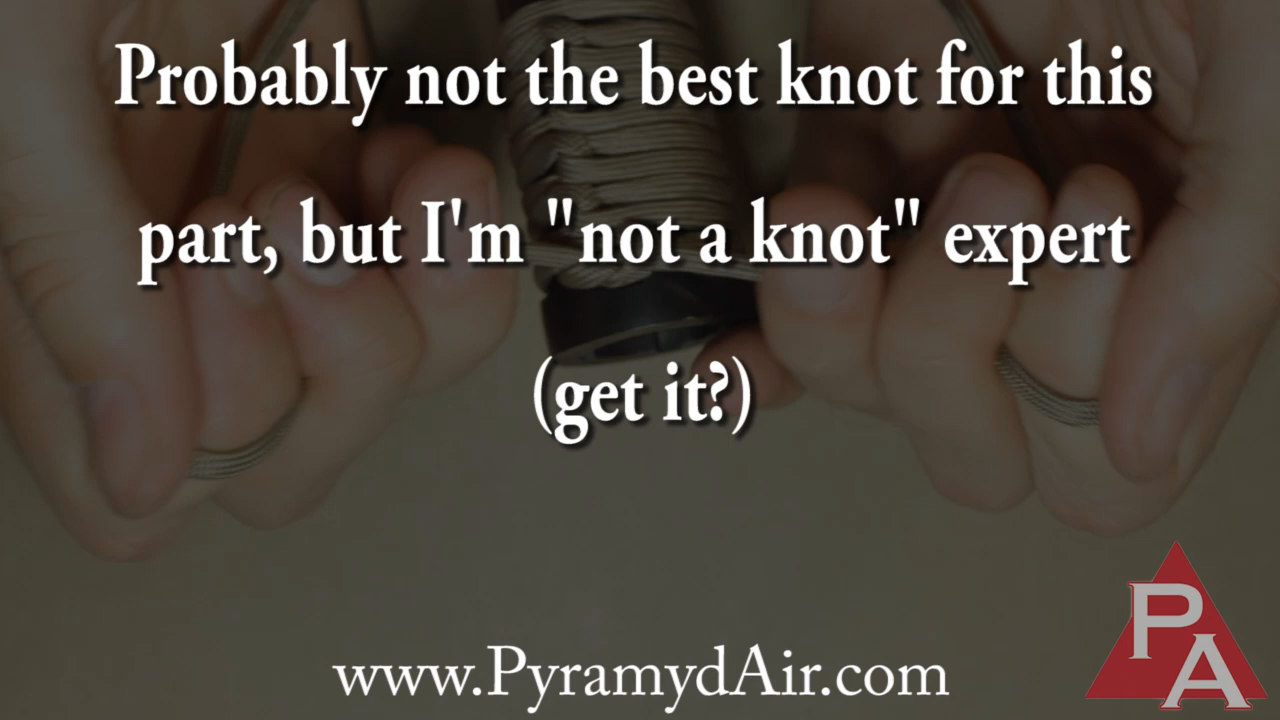 Probably not the best knot for this
part, but I'm "not a knot" expert
(get it?)
www.PyramydAir.com
PA